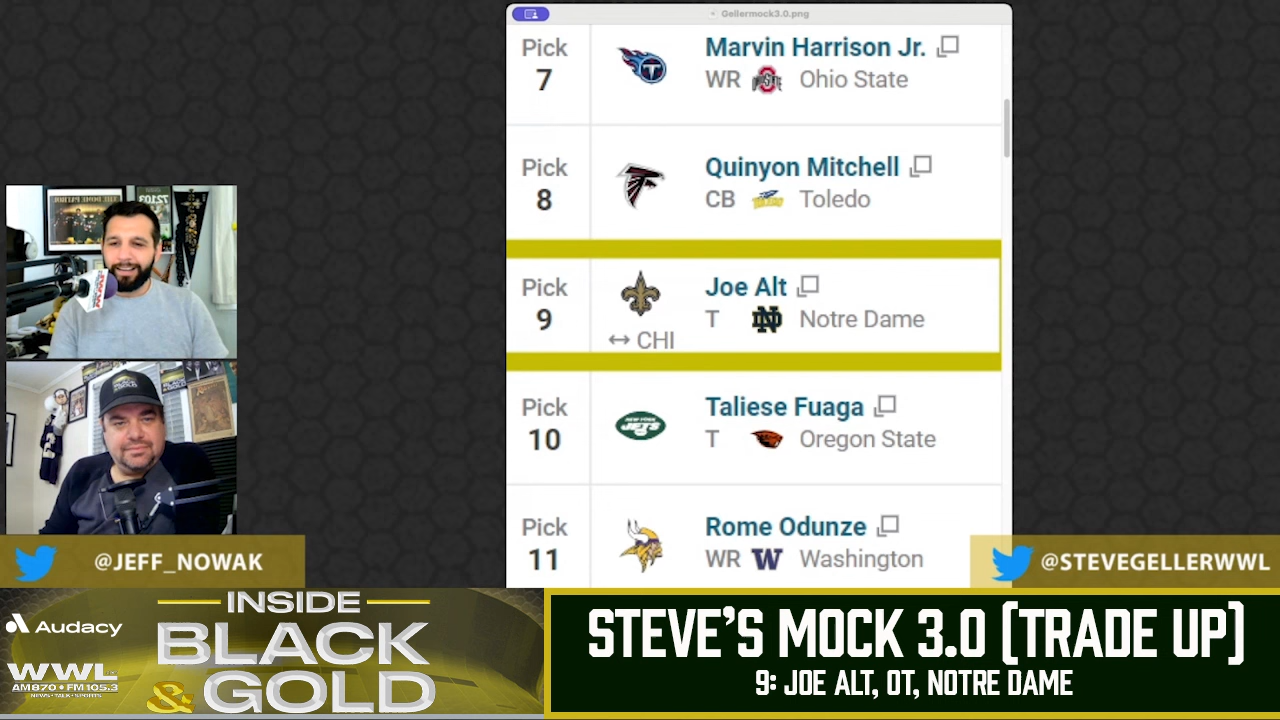 Gellermock3.0.png
Pick
7
Marvin Harrison Jr.
WR Ohio State
Pick
8
Quinyon Mitchell
CB Toledo
Pick
9
↔ CHI
Joe Alt
T Notre Dame
Pick
10
Taliese Fuaga
T Oregon State
Pick
11
Rome Odunze
WR Washington
@JEFF_NOWAK
@STEVEGELLERWWL
Audacy
WWL
AM870 • FM105.3
NEWS • TALK • SPORTS
INSIDE
BLACK
& GOLD
STEVE'S MOCK 3.0 (TRADE UP)
9: JOE ALT, OT, NOTRE DAME